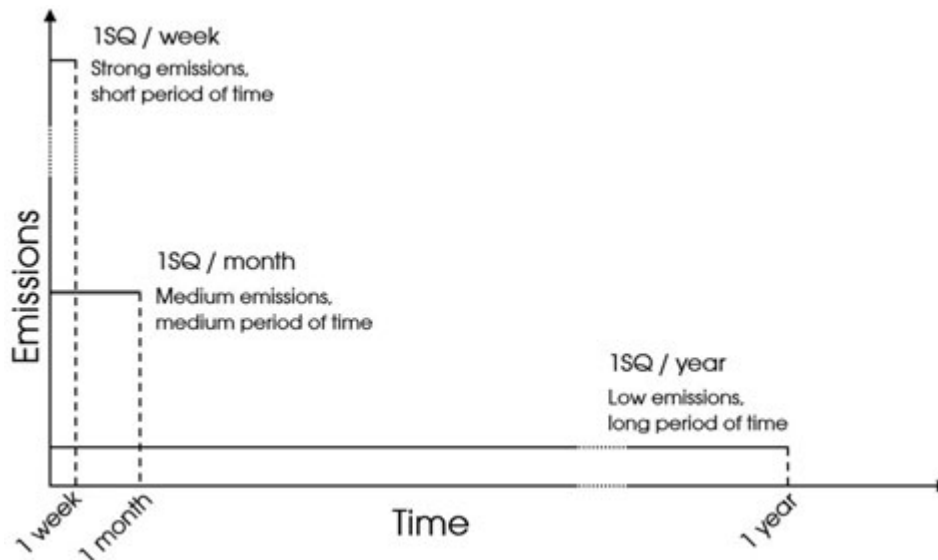 1SQ / week
Strong emissions,
short period of time
Emissions
1SQ / month
Medium emissions,
medium period of time
1SQ / year
Low emissions,
long period of time
1 week
1 month
Time
1 year